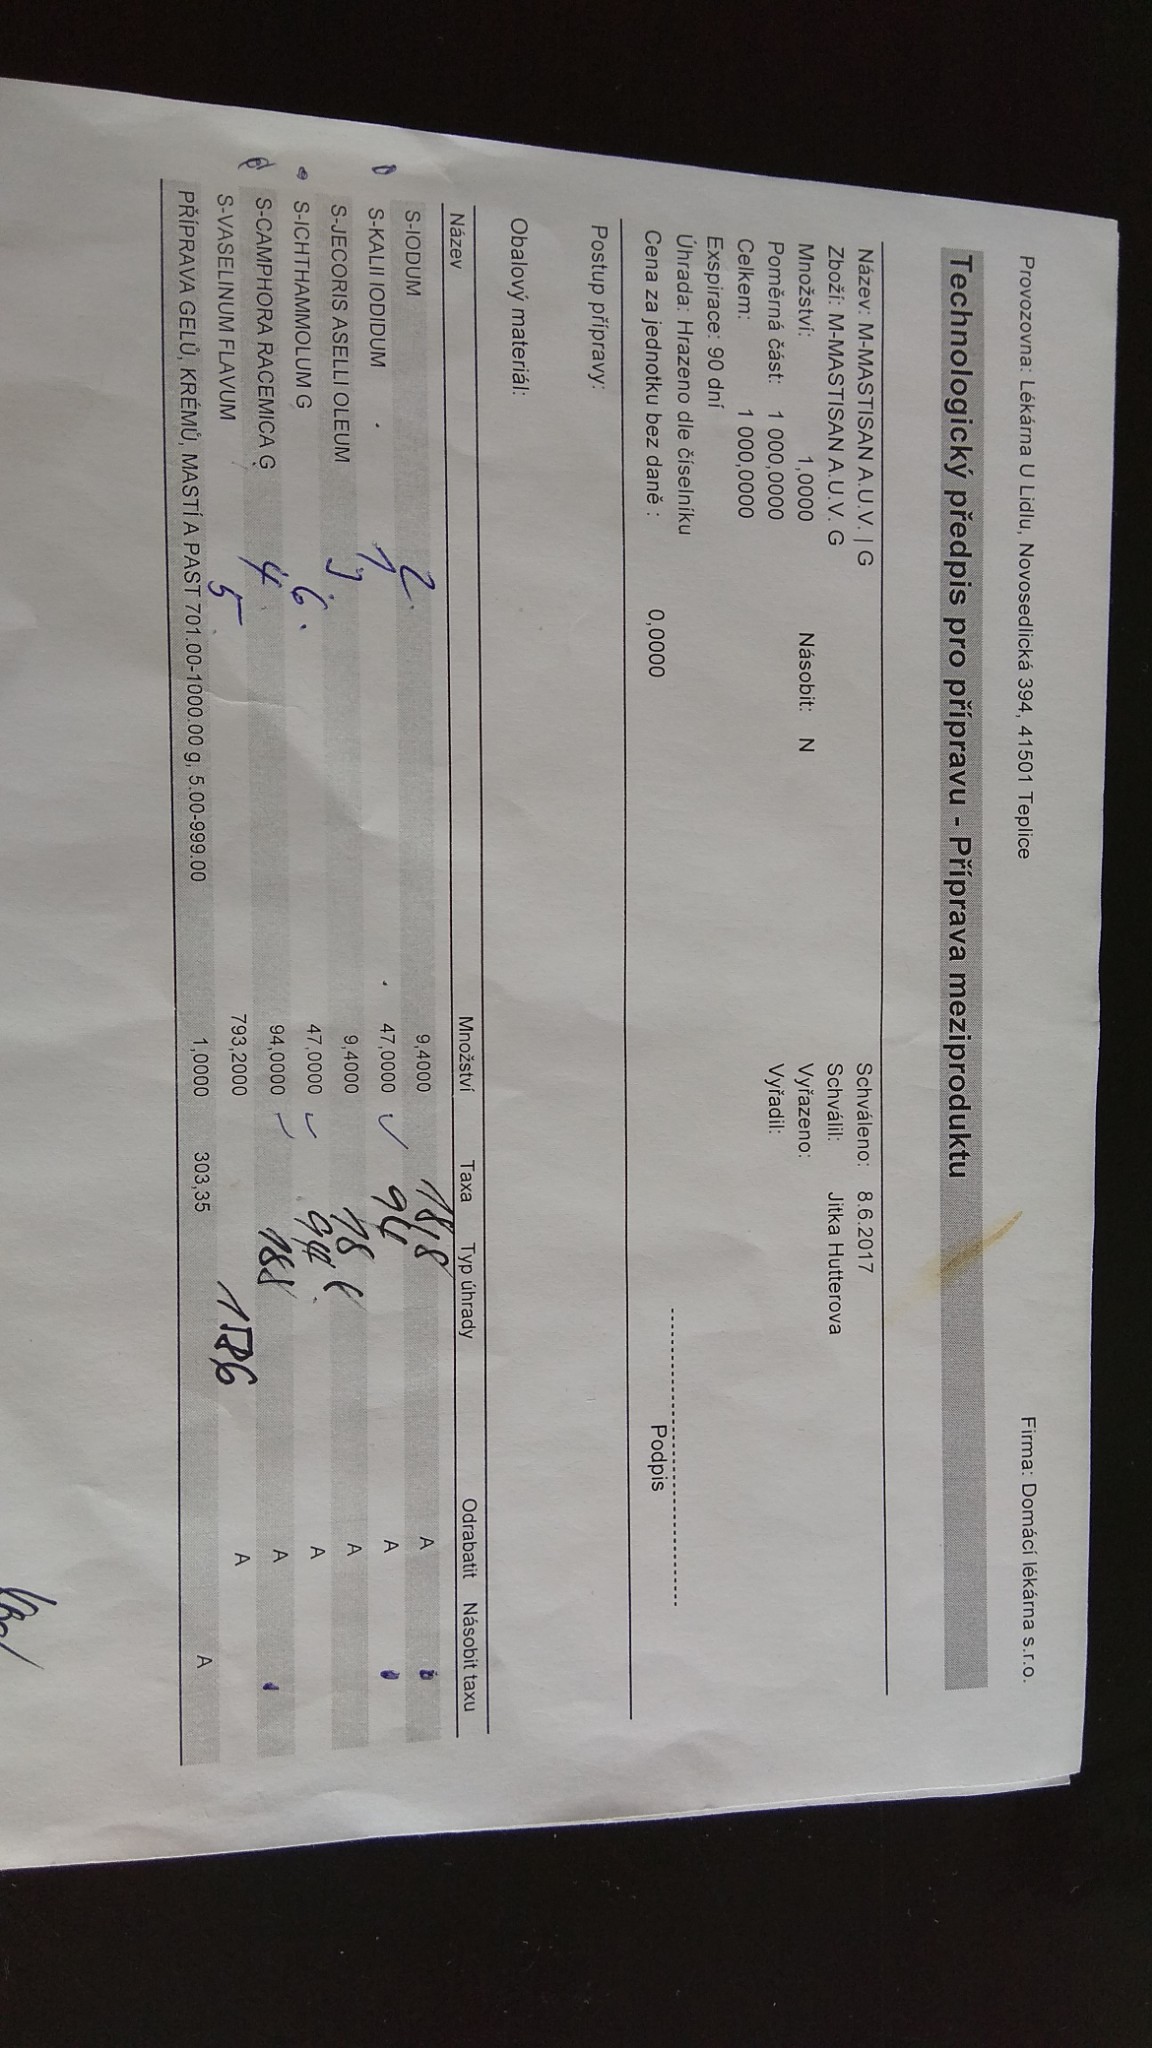 Provozovna: Lékárna U Lidlu, Novosedlická 394, 41501 Teplice Firma: Domácí lékárna s.r.o.
Technologický předpis pro přípravu - Příprava meziproduktu
Název: M-MASTISAN A.U.V. | G Schváleno: 8.6.2017
Zboží: M-MASTISAN A.U.V. G Schválil: Jitka Hutterova
Množství: 1,0000 Násobit: N Vyřazeno:
Poměrná část: 1 000,0000 Vyřadil:
Celkem: 1 000,0000
Exspirace: 90 dní
Úhrada: Hrazeno dle číselníku
Cena za jednotku bez daně : 0,0000 Podpis
Postup přípravy:
Obalový materiál:
Název Množství Taxa Typ úhrady Odrabatit Násobit taxu
S-IODUM 2. 9,4000 18,8 A
S-KALII IODIDUM 1 47,0000 A
S-JECORIS ASELLI OLEUM 3. 9,4000 A
S-ICHTHAMMOLUM G 6. 47,0000 94 A
S-CAMPHORA RACEMICA G 4. 94,0000 188 A
S-VASELINUM FLAVUM 5 793,2000 1586 A
PŘÍPRAVA GELŮ, KRÉMŮ, MASTÍ A PAST 701.00-1000.00 g, 5.00-999.00 1,0000 303,35 A